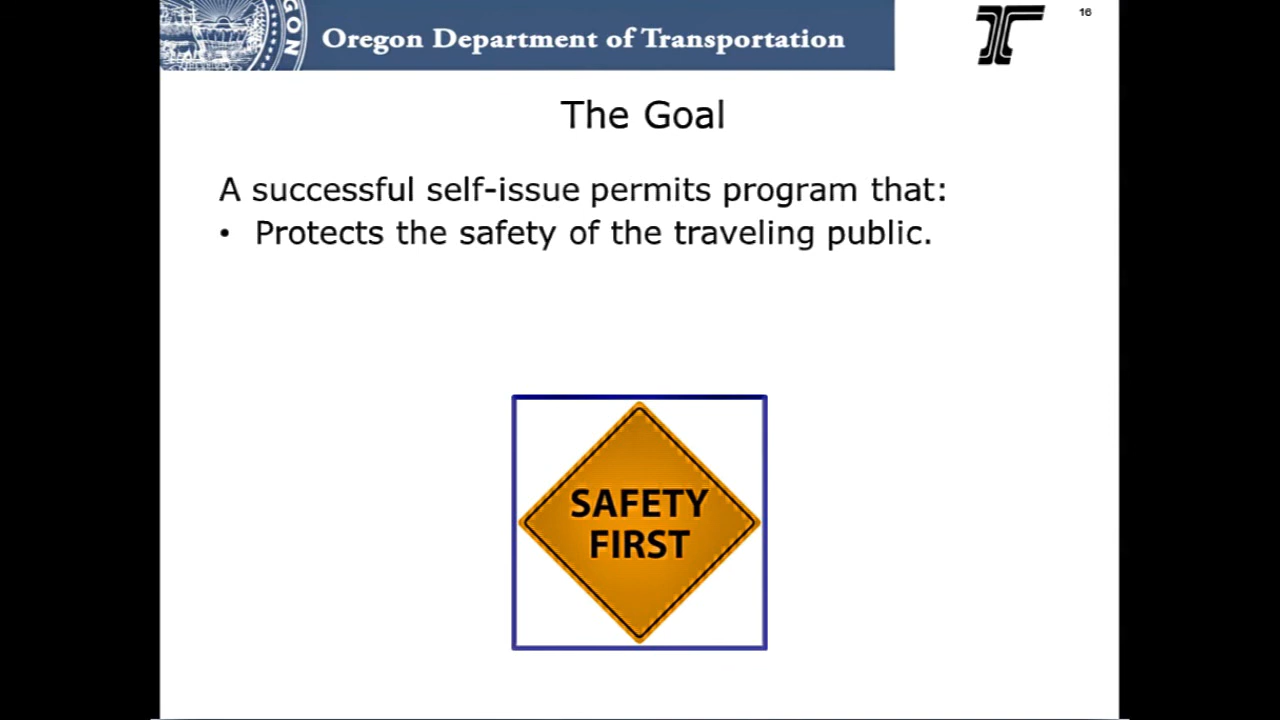 GON
Oregon Department of Transportation
16
The Goal
A successful self-issue permits program that:
• Protects the safety of the traveling public.
SAFETY
FIRST